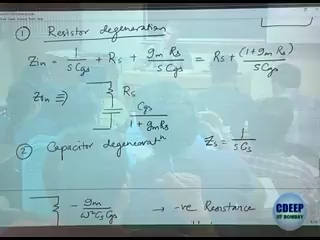 ① Resistor degeneration
Zin = 1/(sCgs) + Rs + gmRs/(sCgs) = Rs + (1+gmRs)/(sCgs)
Zin ≡> Rs
Cgs/(1+gmRs)
② Capacitor degenerat^n Zs = 1/(sCs)
- gm/(ω²CsCgs) → -ve Resistance
CDEEP
IIT BOMBAY